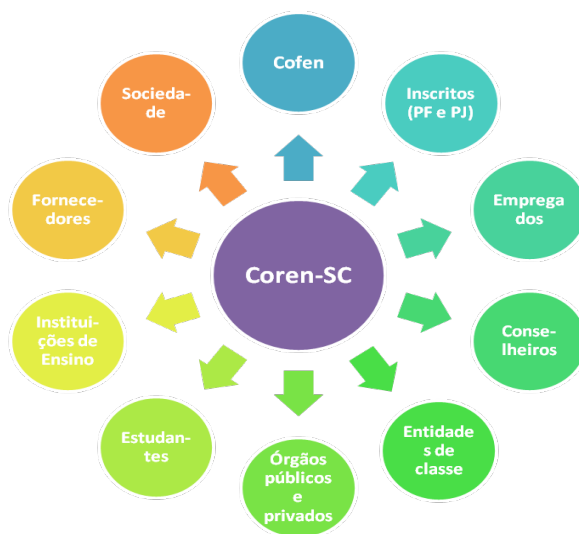 Cofen
Inscritos
(PF e PJ)
Emprega
dos
Conse-
lheiros
Entidade
s de
classe
Órgãos
públicos
e
privados
Estudan-
tes
Institui-
ções de
Ensino
Fornece-
dores
Socieda-
de
Coren-SC